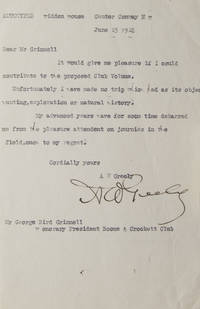 Hidden House Center Conway N H
June 15 1925
Dear Mr Grinnell
It would give me pleasure if I could
contribute to the proposed Club Volume.
Unfortunately I have made no trip which had as its object
hunting, exploration or natural history.
My advanced years have for some time debarred
me from the pleasure attendant on journies in the
field, much to my regret.
Cordially yours
A W Greely
A W Greely
Mr George Bird Grinnell
Honorary President Boone & Crockett Club